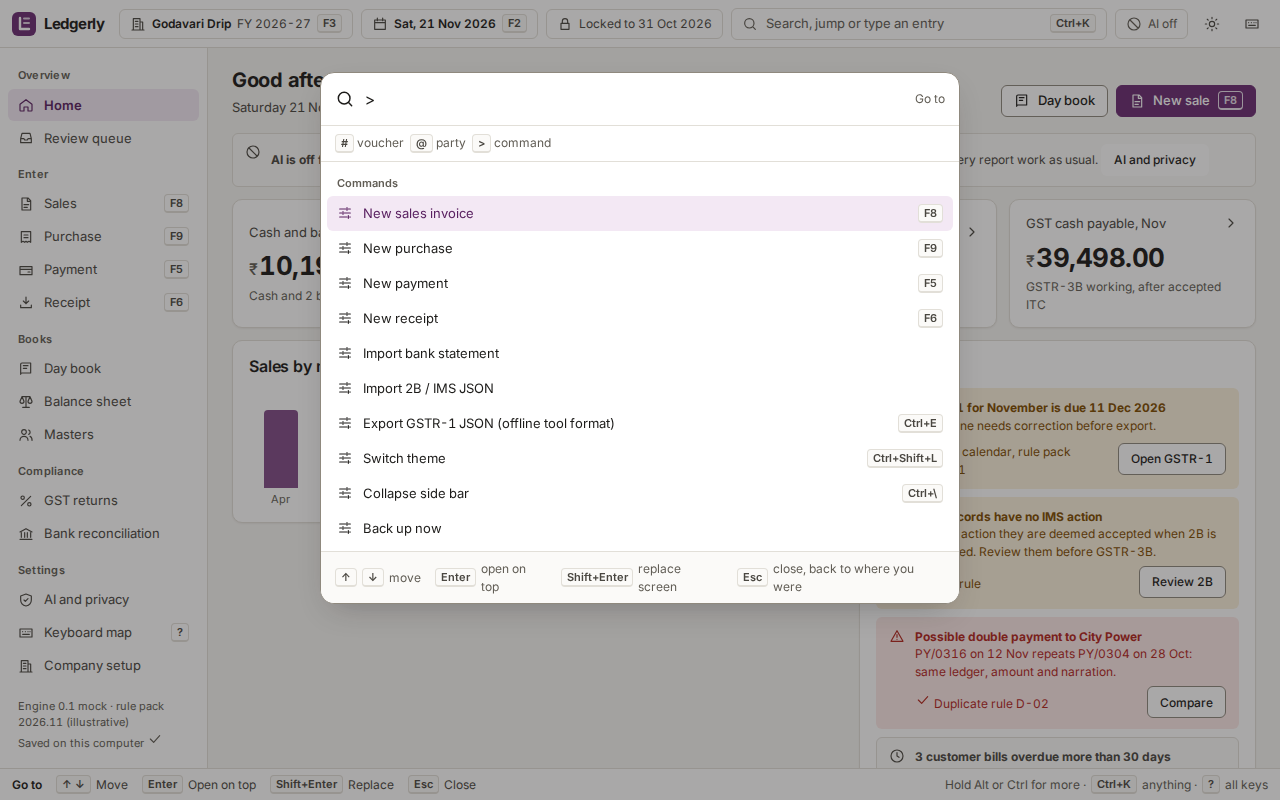 Ledgerly
Godavari Drip FY 2026-27 F3
Sat, 21 Nov 2026 F2
Locked to 31 Oct 2026
Search, jump or type an entry Ctrl+K
AI off
Overview
Home
Review queue
Enter
Sales F8
Purchase F9
Payment F5
Receipt F6
Books
Day book
Balance sheet
Masters
Compliance
GST returns
Bank reconciliation
Settings
AI and privacy
Keyboard map ?
Company setup
Engine 0.1 mock · rule pack
2026.11 (illustrative)
Saved on this computer
Good afte
Saturday 21 N
Day book
New sale F8
AI is off
ery report work as usual.
AI and privacy
Cash and ba
₹10,19
Cash and 2 b
GST cash payable, Nov
₹39,498.00
GSTR-3B working, after accepted
ITC
Sales by
Apr
> Go to
# voucher @ party > command
Commands
New sales invoice F8
New purchase F9
New payment F5
New receipt F6
Import bank statement
Import 2B / IMS JSON
Export GSTR-1 JSON (offline tool format) Ctrl+E
Switch theme Ctrl+Shift+L
Collapse side bar Ctrl+\
Back up now
↑ ↓ move Enter open on top Shift+Enter replace screen Esc close, back to where you were
1 for November is due 11 Dec 2026
ne needs correction before export.
calendar, rule pack
1
Open GSTR-1
cords have no IMS action
action they are deemed accepted when 2B is
ed. Review them before GSTR-3B.
rule
Review 2B
Possible double payment to City Power
PY/0316 on 12 Nov repeats PY/0304 on 28 Oct:
same ledger, amount and narration.
Duplicate rule D-02
Compare
3 customer bills overdue more than 30 days
Go to ↑ ↓ Move Enter Open on top Shift+Enter Replace Esc Close
Hold Alt or Ctrl for more · Ctrl+K anything · ? all keys